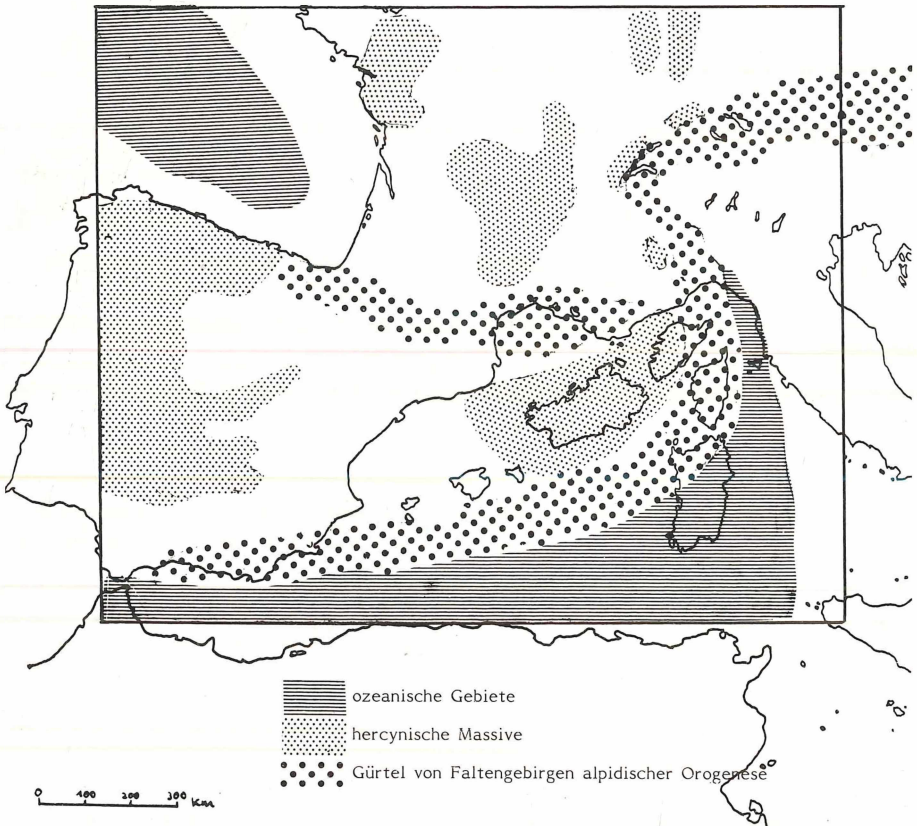 ozeanische Gebiete
hercynische Massive
Gürtel von Faltengebirgen alpidischer Orogenese
0 100 200 300 Km